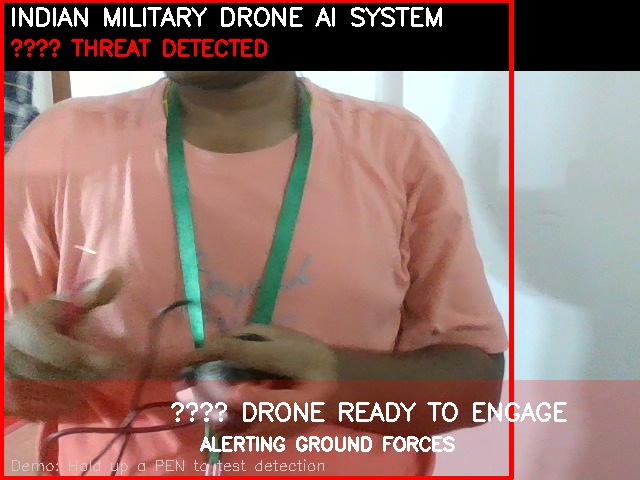 INDIAN MILITARY DRONE AI SYSTEM
???? THREAT DETECTED
???? DRONE READY TO ENGAGE
ALERTING GROUND FORCES
Demo: Hold up a PEN to test detection